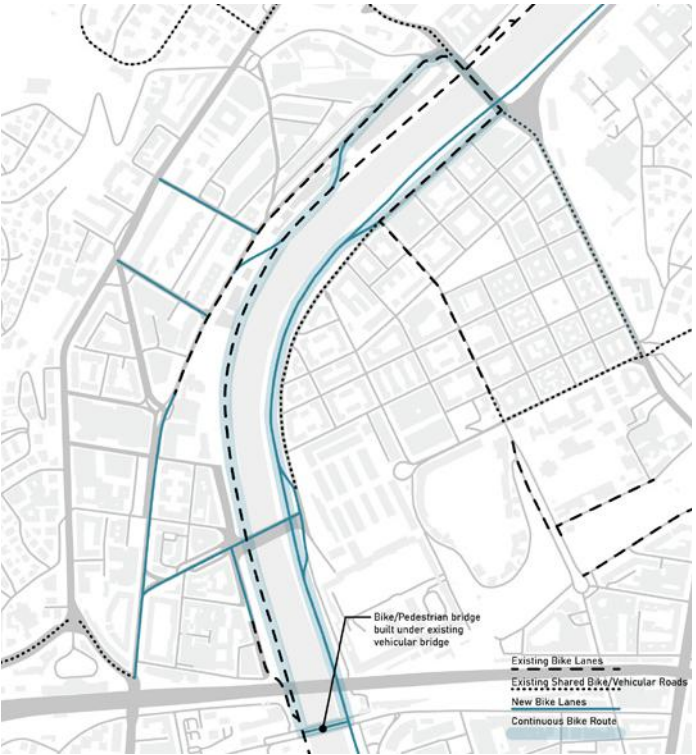 Bike/Pedestrian bridge
built under existing
vehicular bridge
Existing Bike Lanes
Existing Shared Bike/Vehicular Roads
New Bike Lanes
Continuous Bike Route